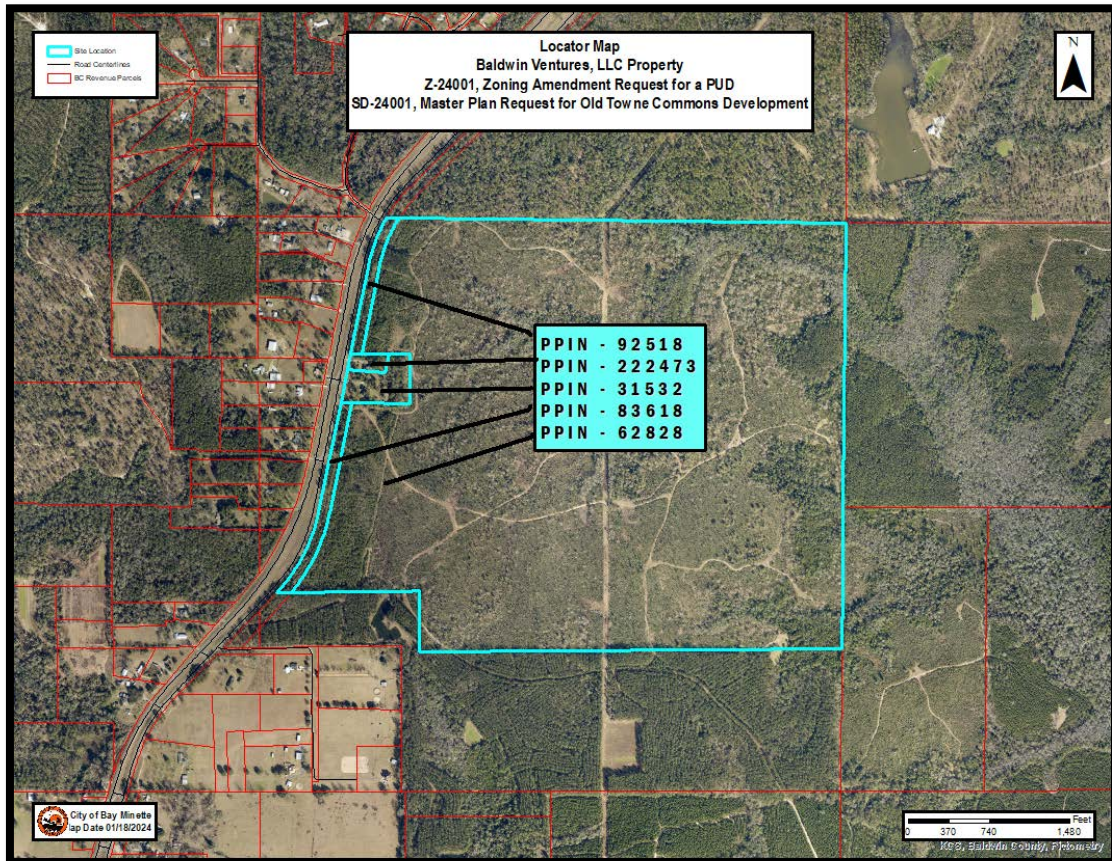 Site Location
Road Centerlines
BC Revenue Parcels
Locator Map
Baldwin Ventures, LLC Property
Z-24001, Zoning Amendment Request for a PUD
SD-24001, Master Plan Request for Old Towne Commons Development
N
PPIN - 92518
PPIN - 222473
PPIN - 31532
PPIN - 83618
PPIN - 62828
City of Bay Minette
ap Date 01/18/2024
Feet
0 370 740 1,480
Baldwin County, Pictometry